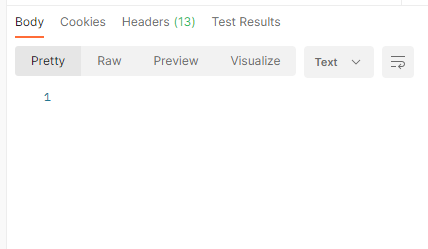 Body Cookies Headers (13) Test Results
Pretty Raw Preview Visualize Text
1